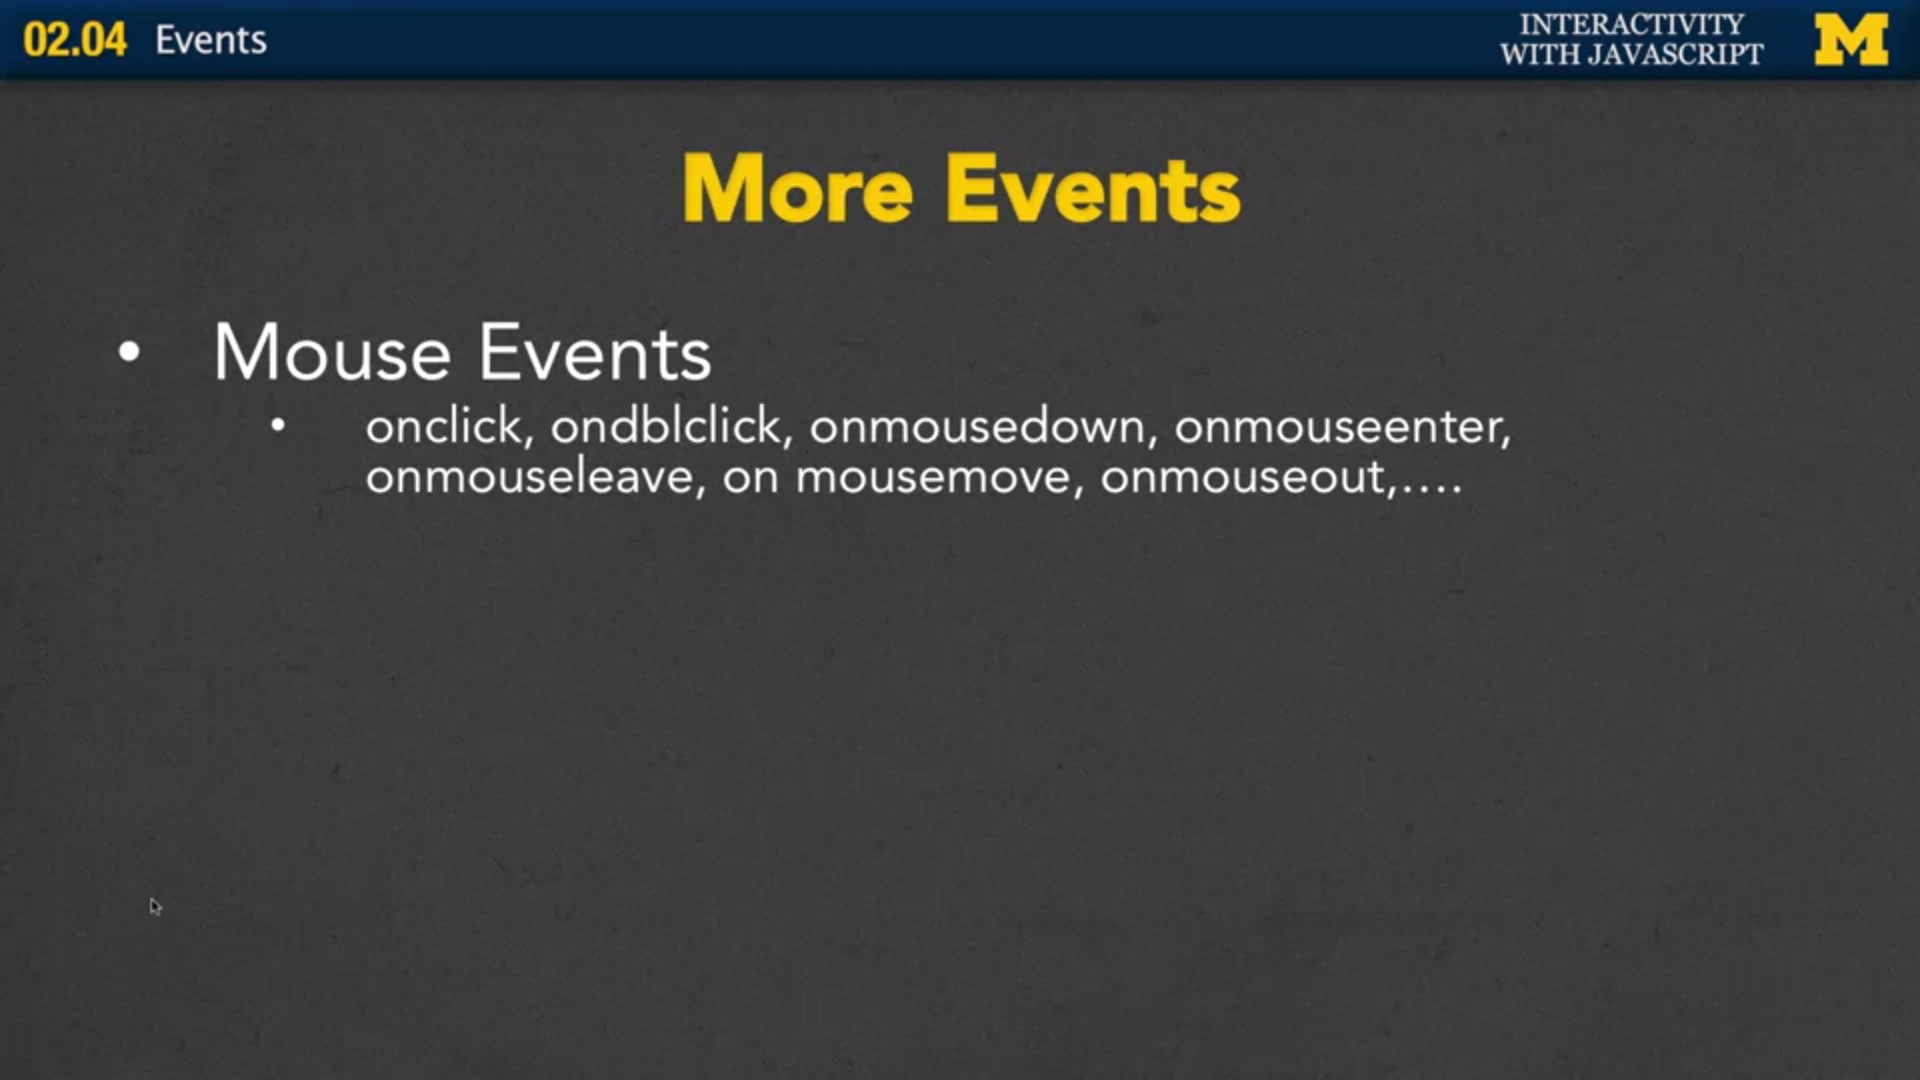 02.04 Events
INTERACTIVITY
WITH JAVASCRIPT
M
More Events
• Mouse Events
• onclick, ondblclick, onmousedown, onmouseenter,
onmouseleave, on mousemove, onmouseout,....